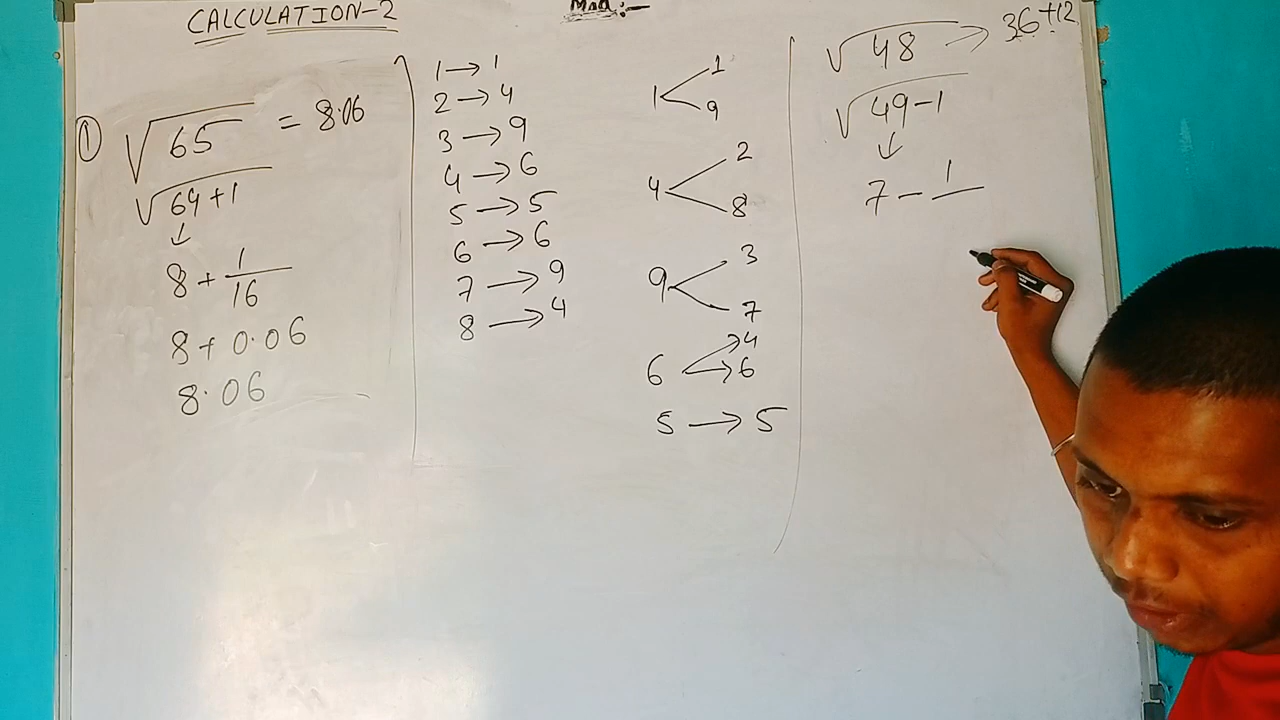 CALCULATION-2
① √65 = 8.06
√64+1
↓
8 + 1/16
8 + 0.06
8.06
1 → 1
2 → 4
3 → 9
4 → 6
5 → 5
6 → 6
7 → 9
8 → 4
1 < 1
9
4 < 2
8
9 < 3
7
6 → 4
→ 6
5 → 5
√48 → 36+12
√49-1
↓
7 - 1/